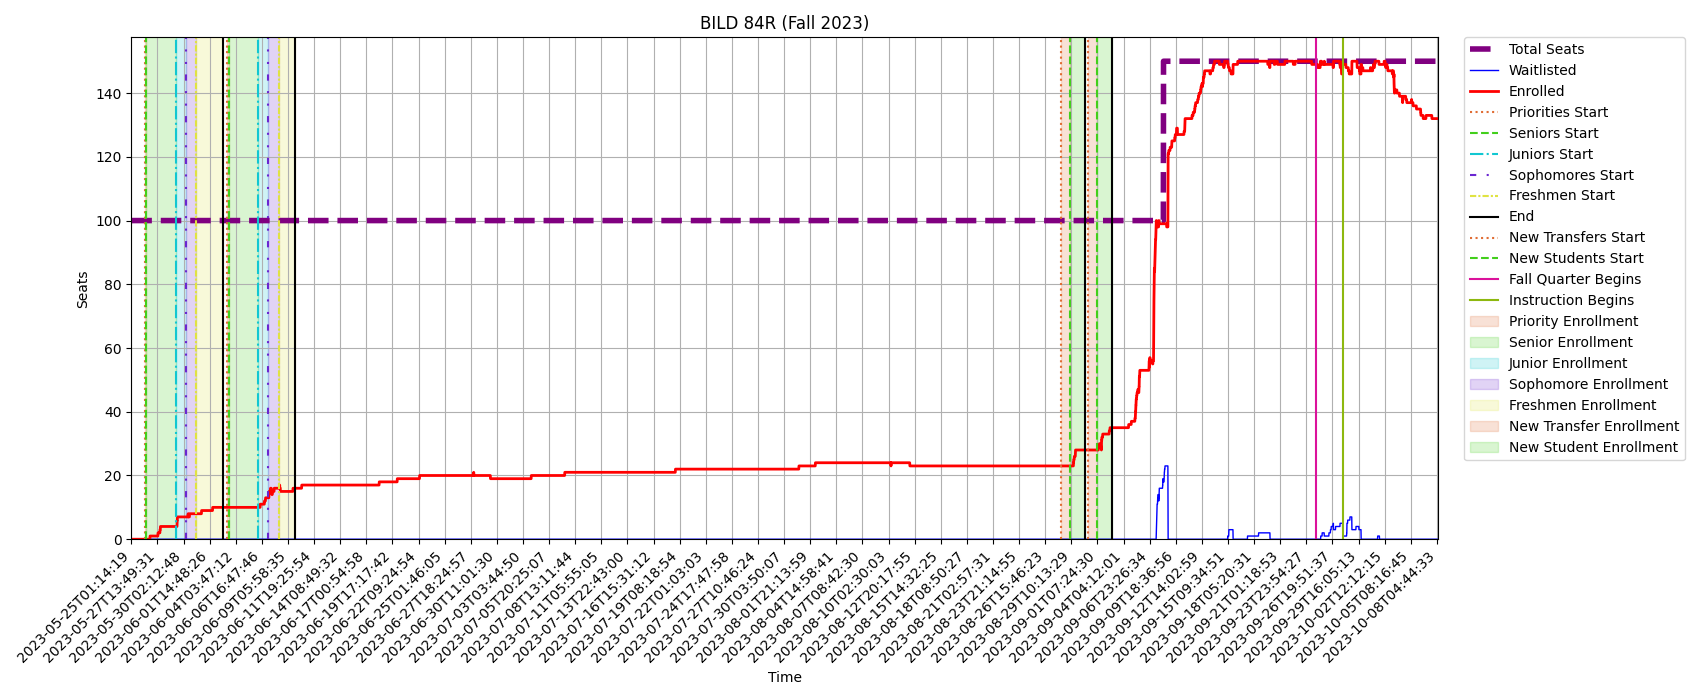 BILD 84R (Fall 2023)
Seats
140
120
100
80
60
40
20
0
2023-05-25T01:14:19
2023-05-27T13:49:31
2023-05-30T02:12:48
2023-06-01T14:48:26
2023-06-04T03:47:12
2023-06-06T16:47:46
2023-06-09T05:58:35
2023-06-11T19:25:54
2023-06-14T08:49:32
2023-06-17T00:54:58
2023-06-19T17:17:42
2023-06-22T09:24:54
2023-06-25T01:46:05
2023-06-27T18:24:57
2023-06-30T11:01:30
2023-07-03T03:44:50
2023-07-05T20:25:07
2023-07-08T13:11:44
2023-07-11T05:55:05
2023-07-13T22:43:00
2023-07-16T15:31:12
2023-07-19T08:18:54
2023-07-22T01:03:03
2023-07-24T17:47:58
2023-07-27T10:46:24
2023-07-30T03:50:07
2023-08-01T21:13:59
2023-08-04T14:58:41
2023-08-07T08:42:30
2023-08-10T02:30:03
2023-08-12T20:17:55
2023-08-15T14:32:25
2023-08-18T08:50:27
2023-08-21T02:57:31
2023-08-23T21:14:55
2023-08-26T15:46:23
2023-08-29T10:13:29
2023-09-01T07:24:30
2023-09-04T04:12:01
2023-09-06T23:26:34
2023-09-09T18:36:56
2023-09-12T14:02:59
2023-09-15T09:34:51
2023-09-18T05:20:31
2023-09-21T01:18:53
2023-09-23T23:54:27
2023-09-26T19:51:37
2023-09-29T16:05:13
2023-10-02T12:12:15
2023-10-05T08:16:45
2023-10-08T04:44:33
Time
Total Seats
Waitlisted
Enrolled
Priorities Start
Seniors Start
Juniors Start
Sophomores Start
Freshmen Start
End
New Transfers Start
New Students Start
Fall Quarter Begins
Instruction Begins
Priority Enrollment
Senior Enrollment
Junior Enrollment
Sophomore Enrollment
Freshmen Enrollment
New Transfer Enrollment
New Student Enrollment